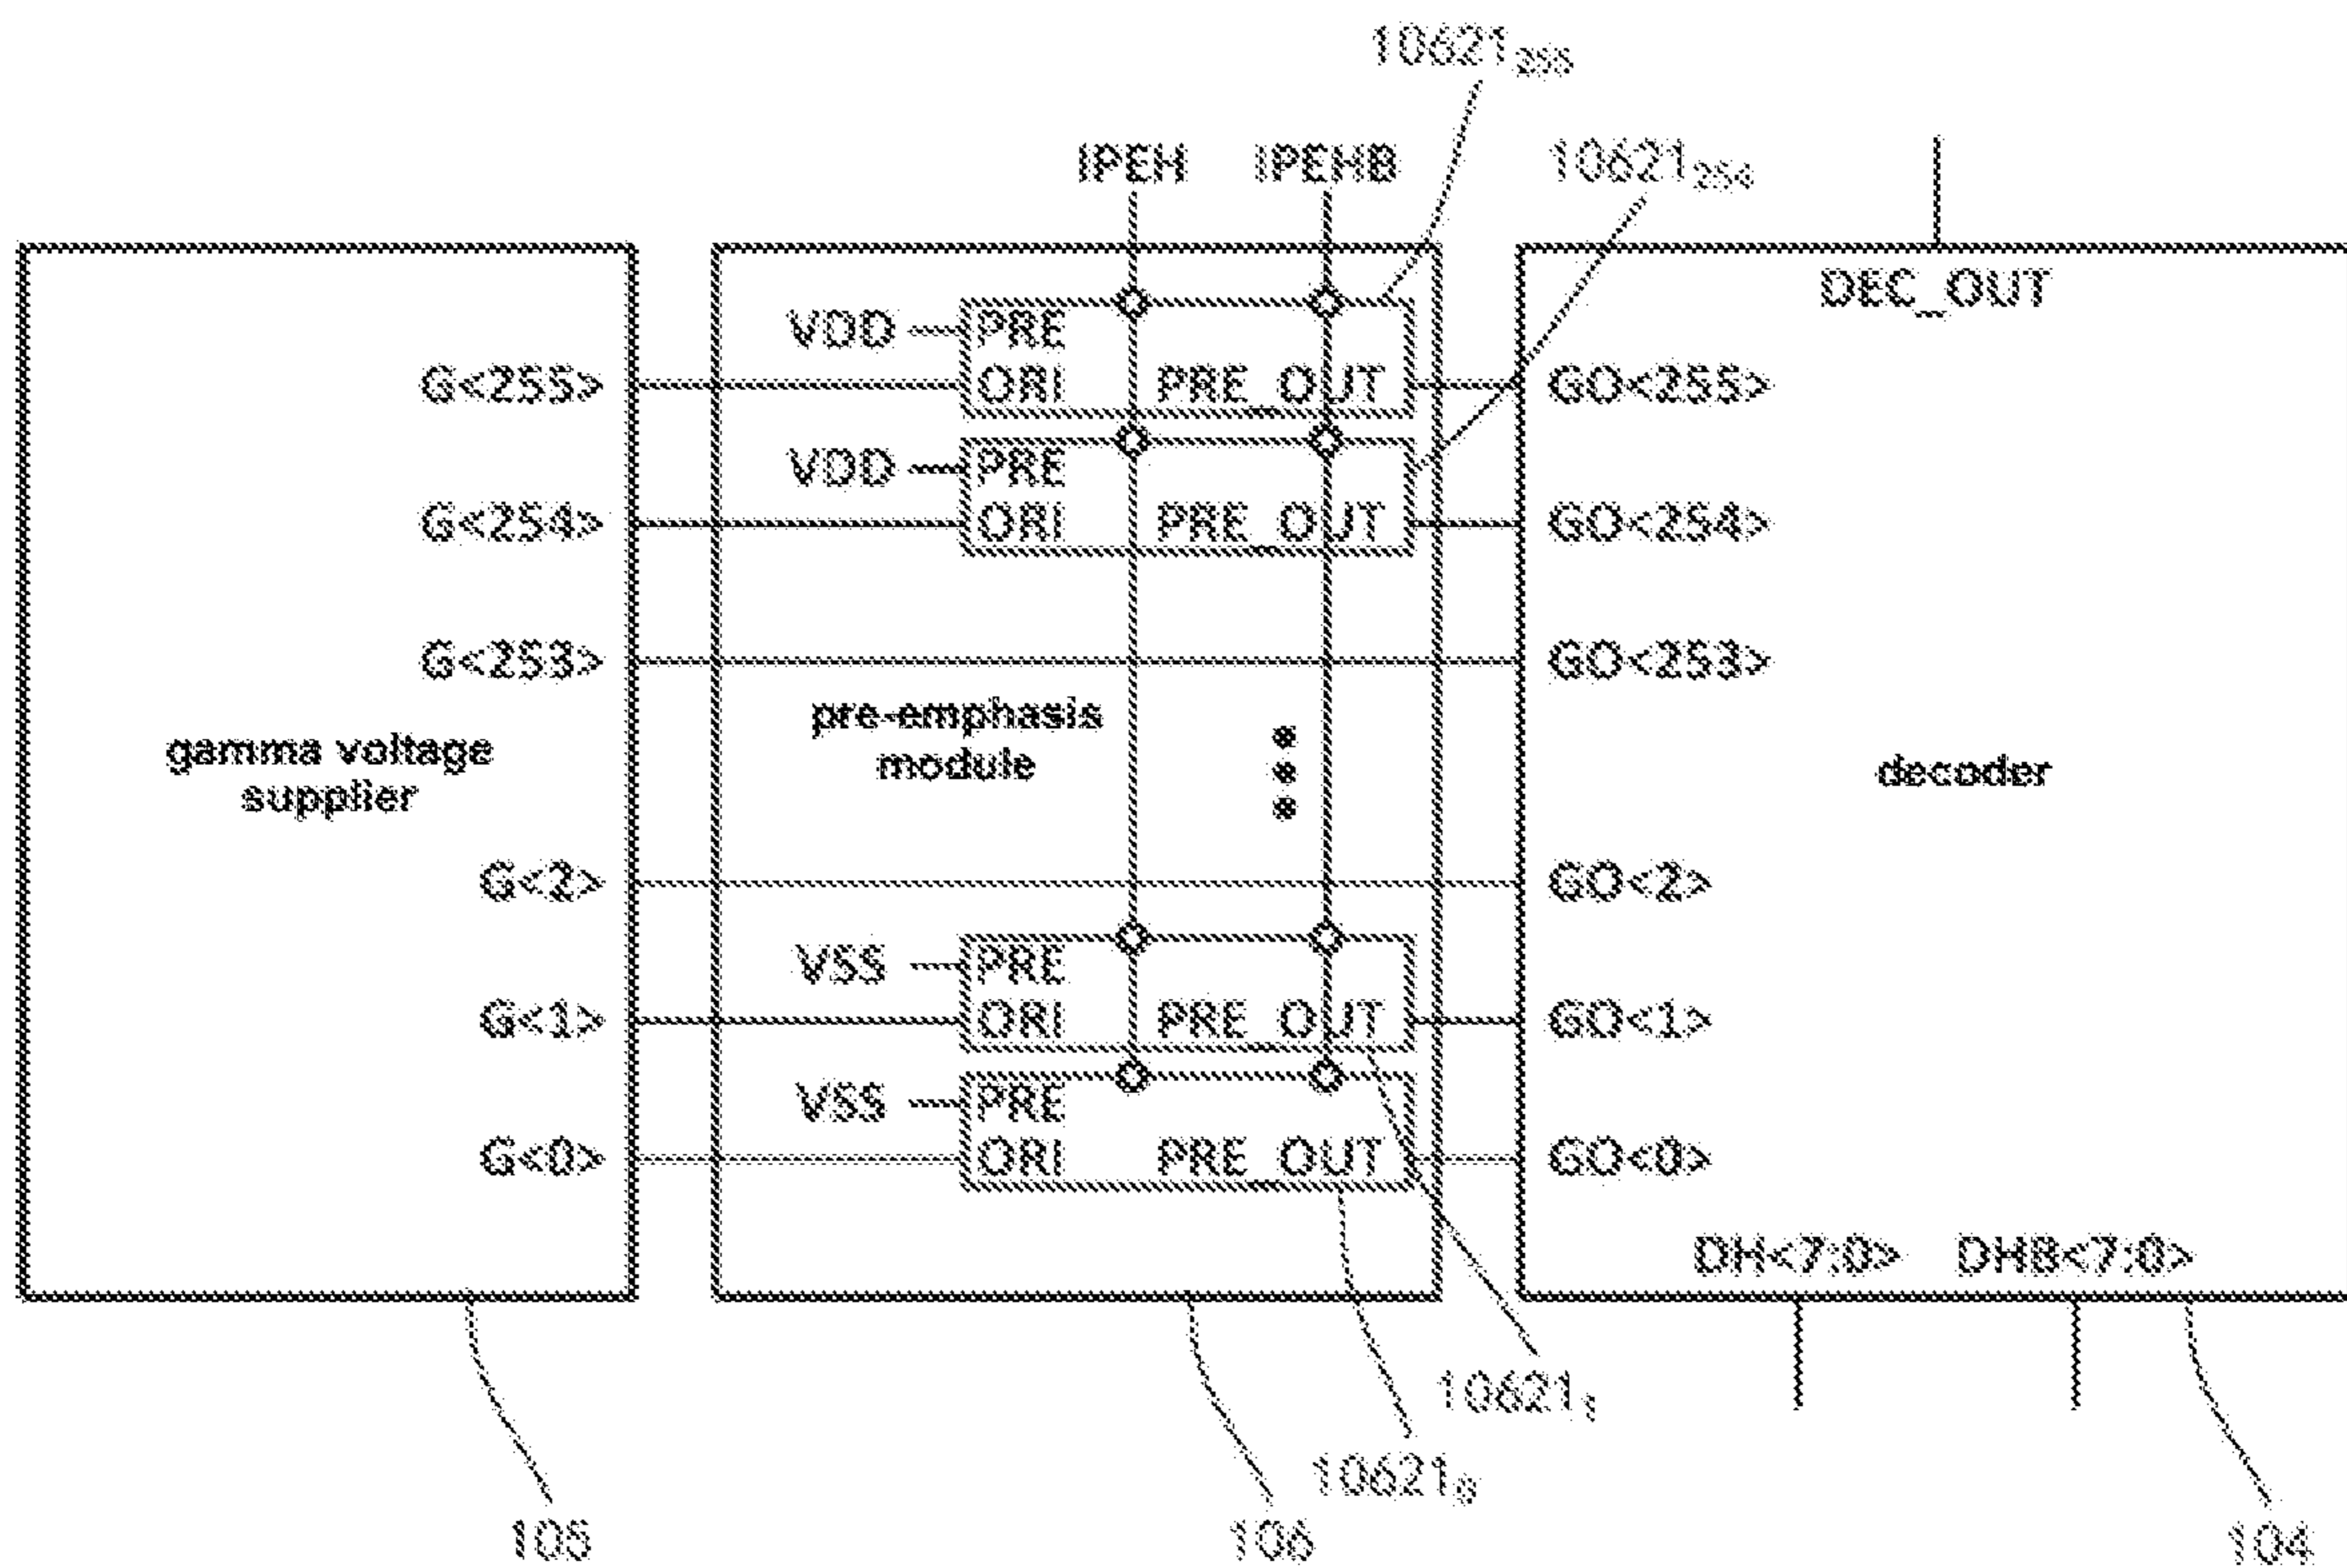 10621₂₅₅
IPEH IPEHB 10621₂₅₄
DEC_OUT
VDD PRE
G<255> ORI PRE_OUT GO<255>
VDD PRE
G<254> ORI PRE_OUT GO<254>
G<253> GO<253>
pre-emphasis
module
gamma voltage
supplier
decoder
G<2> GO<2>
VSS PRE
G<1> ORI PRE_OUT GO<1>
VSS PRE
G<0> ORI PRE_OUT GO<0>
DH<7:0> DHB<7:0>
10621₁
10621₀
105 106 104